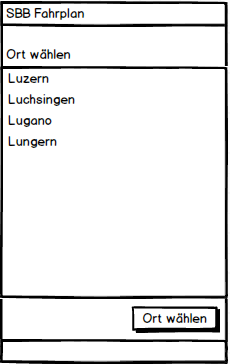 SBB Fahrplan
Ort wählen
Luzern
Luchsingen
Lugano
Lungern
Ort wählen